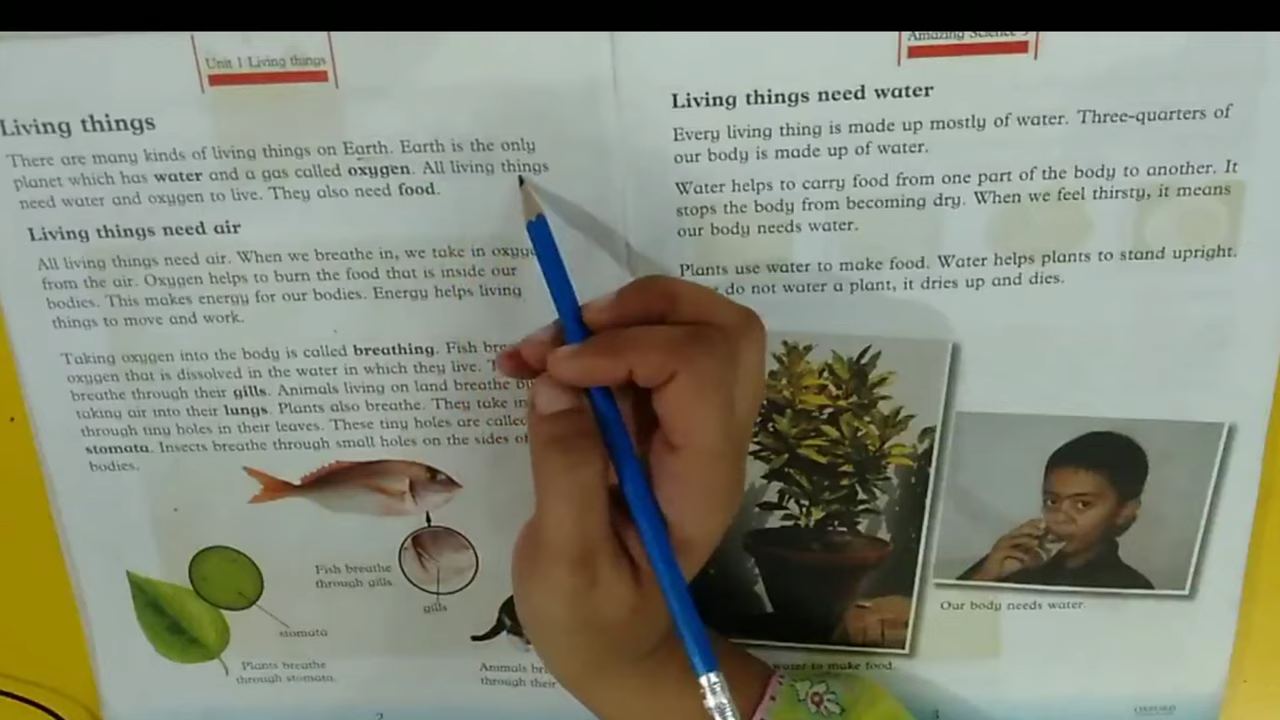 Unit 1 Living things
Living things
There are many kinds of living things on Earth. Earth is the only
planet which has water and a gas called oxygen. All living things
need water and oxygen to live. They also need food.
Living things need air
All living things need air. When we breathe in, we take in
from the air. Oxygen helps to burn the food that is inside our
bodies. This makes energy for our bodies. Energy helps living
things to move and work.
Taking oxygen into the body is called breathing. Fish
oxygen that is dissolved in the water in which they live.
breathe through their gills. Animals living on land breathe
taking air into their lungs. Plants also breathe. They take in
through tiny holes in their leaves. These tiny holes are
stomata. Insects breathe through small holes on the sides of
bodies.
Fish breathe
through gills.
gills
stomata
Plants breathe
through stomata.
Animals
through their
2
Amazing Science 3
Living things need water
Every living thing is made up mostly of water. Three-quarters of
our body is made up of water.
Water helps to carry food from one part of the body to another. It
stops the body from becoming dry. When we feel thirsty, it means
our body needs water.
Plants use water to make food. Water helps plants to stand upright.
do not water a plant, it dries up and dies.
Our body needs water.
water to make food.
3
OXFORD